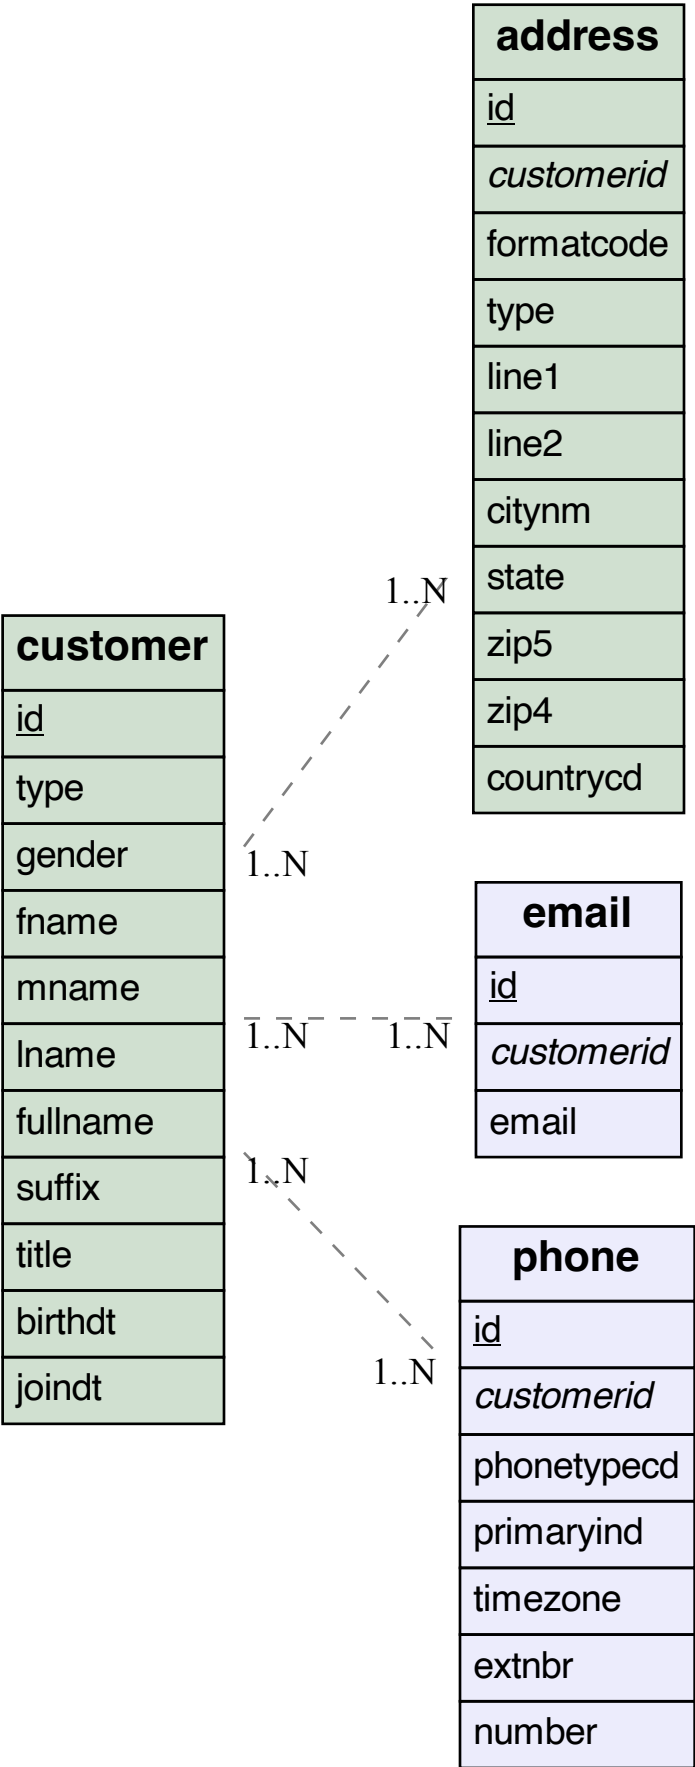 address
id
customerid
formatcode
type
line1
line2
citynm
state
zip5
zip4
countrycd
1..N
customer
id
type
gender
fname
mname
lname
fullname
suffix
title
birthdt
joindt
1..N
1..N
1..N
1..N
1..N
email
id
customerid
email
phone
id
customerid
phonetypecd
primaryind
timezone
extnbr
number